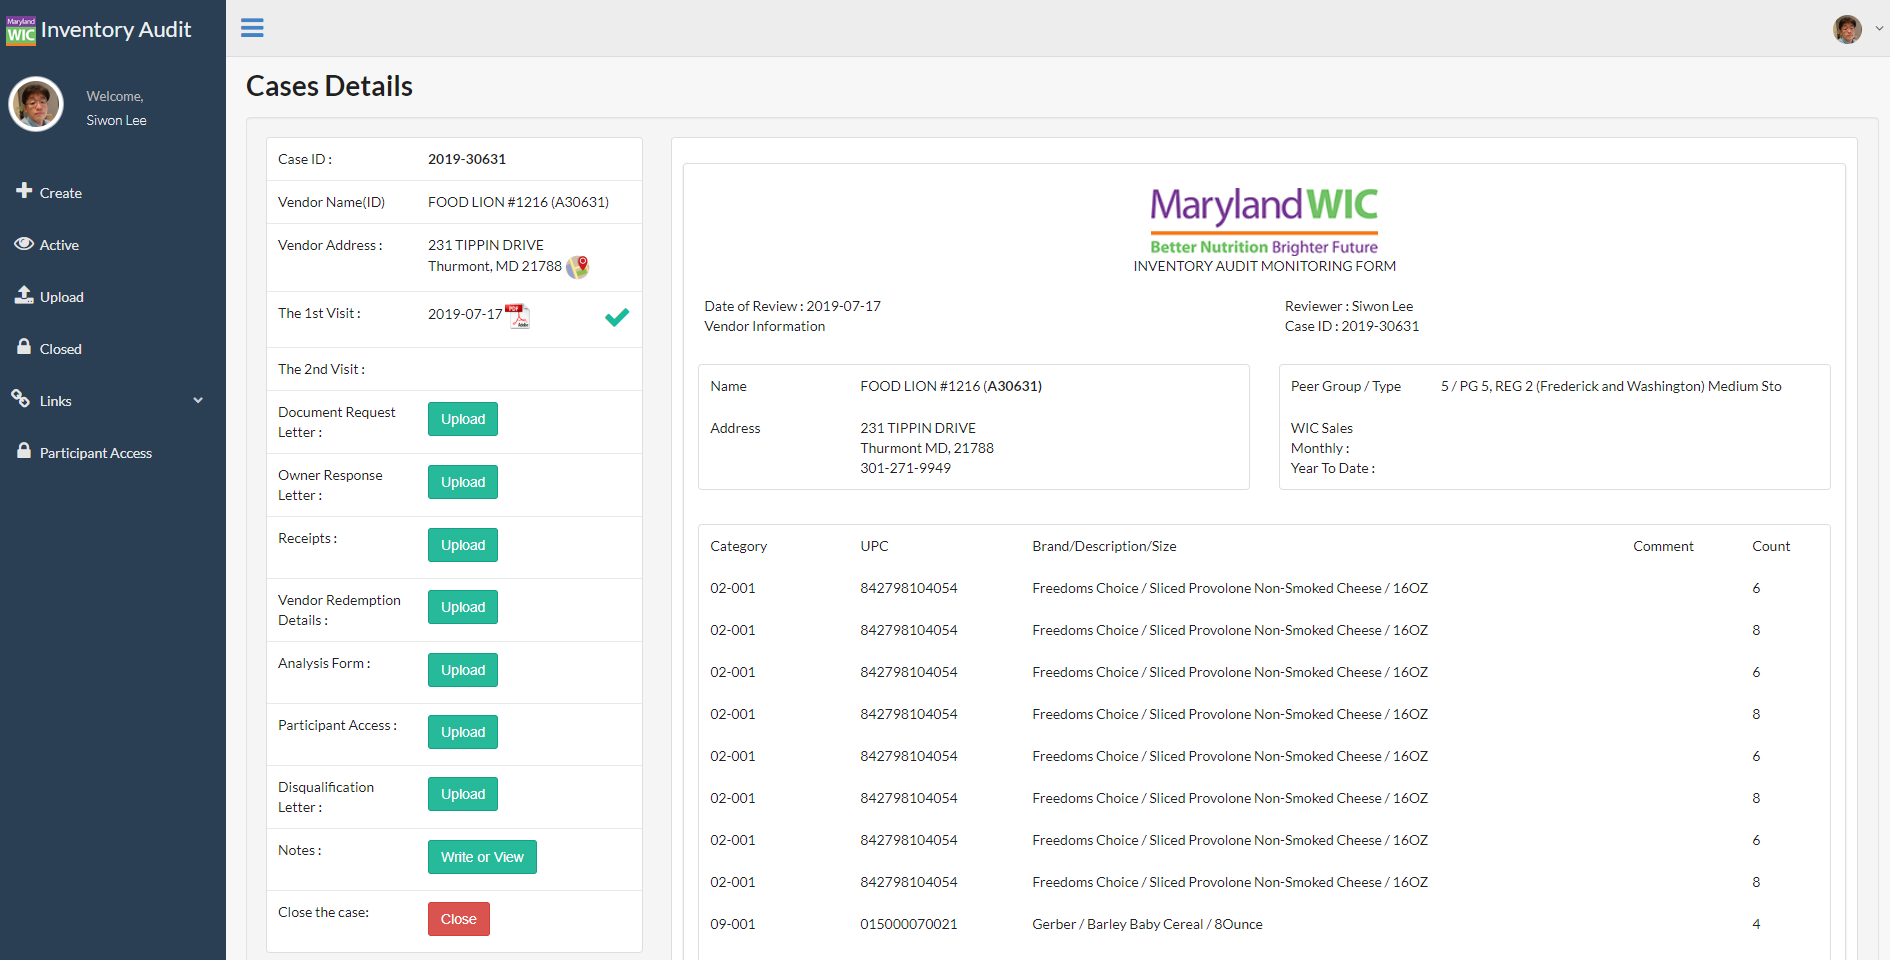 Maryland
WIC
Inventory Audit
Welcome,
Siwon Lee
Create
Active
Upload
Closed
Links
Participant Access
Cases Details
Case ID : 2019-30631
Vendor Name(ID) FOOD LION #1216 (A30631)
Vendor Address : 231 TIPPIN DRIVE
Thurmont, MD 21788
The 1st Visit : 2019-07-17 PDF Adobe
The 2nd Visit :
Document Request
Letter :
Upload
Owner Response
Letter :
Upload
Receipts : Upload
Vendor Redemption
Details :
Upload
Analysis Form : Upload
Participant Access : Upload
Disqualification
Letter :
Upload
Notes : Write or View
Close the case: Close
Maryland WIC
Better Nutrition Brighter Future
INVENTORY AUDIT MONITORING FORM
Date of Review : 2019-07-17 Reviewer : Siwon Lee
Vendor Information Case ID : 2019-30631
Name FOOD LION #1216 (A30631)
Address 231 TIPPIN DRIVE
Thurmont MD, 21788
301-271-9949
Peer Group / Type 5 / PG 5, REG 2 (Frederick and Washington) Medium Sto
WIC Sales
Monthly :
Year To Date :
Category UPC Brand/Description/Size Comment Count
02-001 842798104054 Freedoms Choice / Sliced Provolone Non-Smoked Cheese / 16OZ 6
02-001 842798104054 Freedoms Choice / Sliced Provolone Non-Smoked Cheese / 16OZ 8
02-001 842798104054 Freedoms Choice / Sliced Provolone Non-Smoked Cheese / 16OZ 6
02-001 842798104054 Freedoms Choice / Sliced Provolone Non-Smoked Cheese / 16OZ 8
02-001 842798104054 Freedoms Choice / Sliced Provolone Non-Smoked Cheese / 16OZ 6
02-001 842798104054 Freedoms Choice / Sliced Provolone Non-Smoked Cheese / 16OZ 8
02-001 842798104054 Freedoms Choice / Sliced Provolone Non-Smoked Cheese / 16OZ 6
02-001 842798104054 Freedoms Choice / Sliced Provolone Non-Smoked Cheese / 16OZ 8
09-001 015000070021 Gerber / Barley Baby Cereal / 8Ounce 4